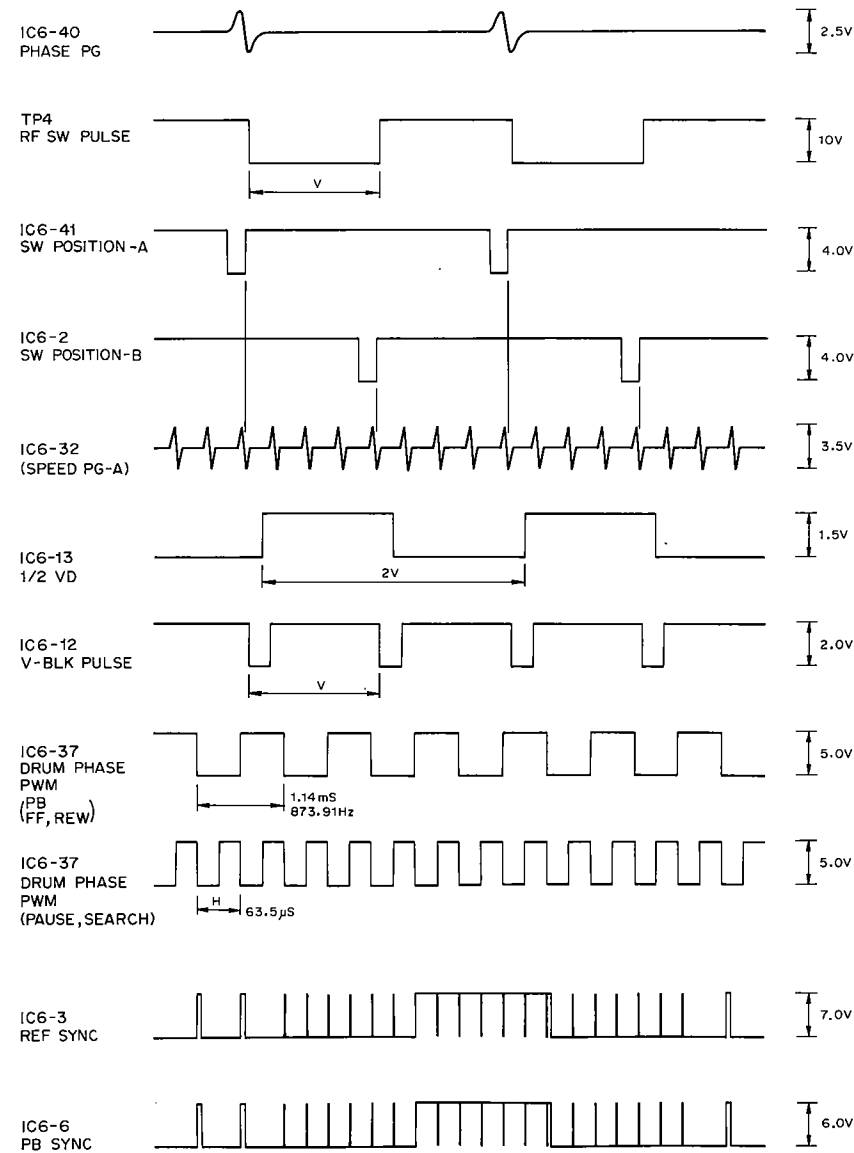 IC6-40
PHASE PG
2.5V
TP4
RF SW PULSE
10V
V
IC6-41
SW POSITION-A
4.0V
IC6-2
SW POSITION-B
4.0V
IC6-32
(SPEED PG-A)
3.5V
IC6-13
1/2 VD
1.5V
2V
IC6-12
V-BLK PULSE
2.0V
V
IC6-37
DRUM PHASE
PWM
(PB
FF, REW)
5.0V
1.14mS
873.91Hz
IC6-37
DRUM PHASE
PWM
(PAUSE, SEARCH)
5.0V
H
63.5µS
IC6-3
REF SYNC
7.0V
IC6-6
PB SYNC
6.0V